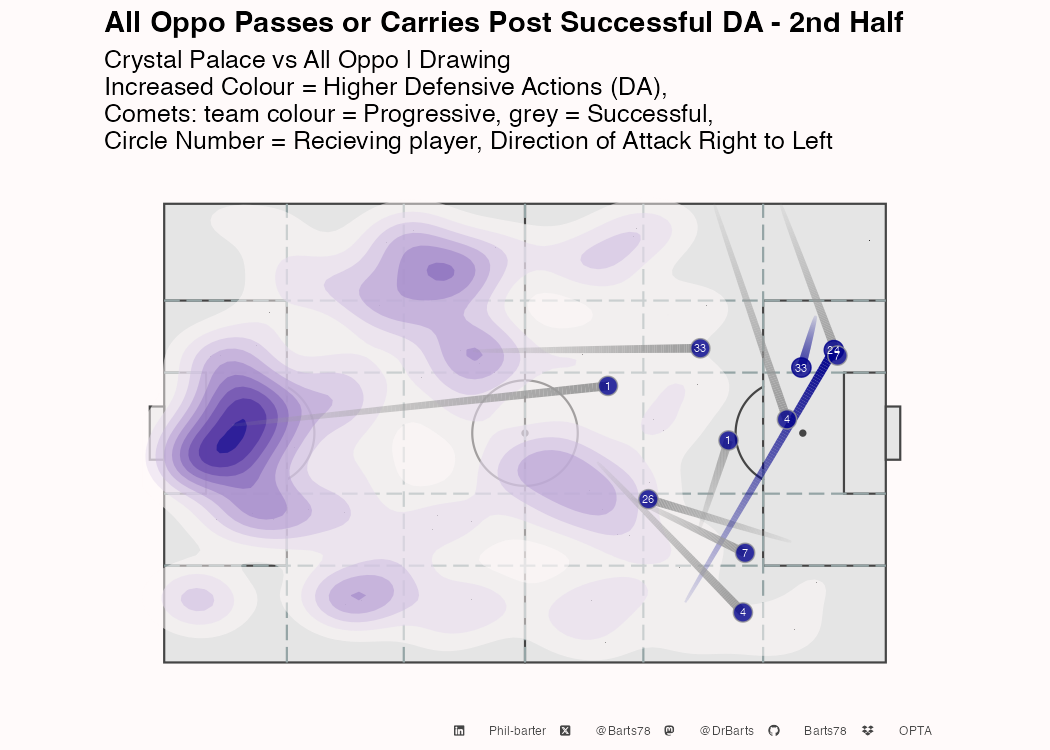 All Oppo Passes or Carries Post Successful DA - 2nd Half
Crystal Palace vs All Oppo | Drawing
Increased Colour = Higher Defensive Actions (DA),
Comets: team colour = Progressive, grey = Successful,
Circle Number = Recieving player, Direction of Attack Right to Left
33
24
7
33
1
4
1
26
7
4
Phil-barter @Barts78 @DrBarts Barts78 OPTA